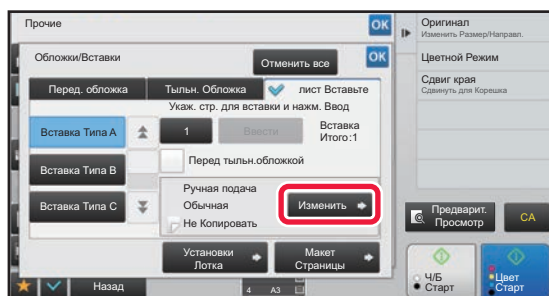 Прочие
OK
Обложки/Вставки
Отменить все
OK
Перед. обложка
Тыльн. Обложка
лист Вставьте
Укаж. стр. для вставки и нажм. Ввод
Вставка Типа A
1
Ввести
Вставка
Итого:1
Вставка Типа B
Перед тыльн.обложкой
Вставка Типа C
Ручная подача
Обычная
Не Копировать
Изменить
Установки
Лотка
Макет
Страницы
Назад
4
A3
Оригинал
Изменить Размер/Направл.
Цветной Режим
Сдвиг края
Сдвинуть для Корешка
Предварит.
Просмотр
CA
Ч/Б
Старт
Цвет
Старт